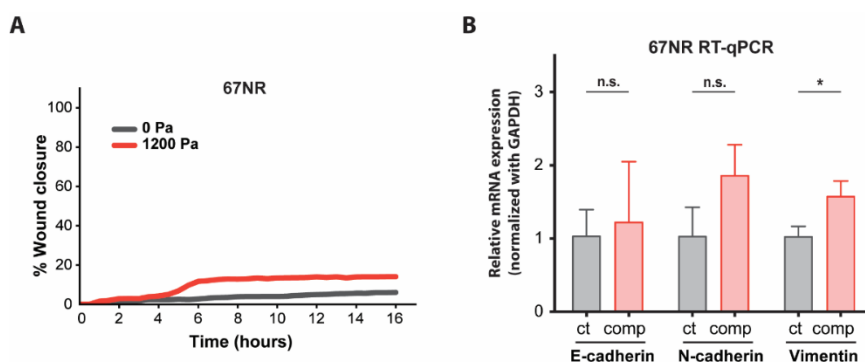 A
67NR
% Wound closure
100
80
60
40
20
0
0 Pa
1200 Pa
0 2 4 6 8 10 12 14 16
Time (hours)
B
67NR RT-qPCR
Relative mRNA expression
(normalized with GAPDH)
3
2
1
0
n.s. n.s. *
ct comp ct comp ct comp
E-cadherin N-cadherin Vimentin